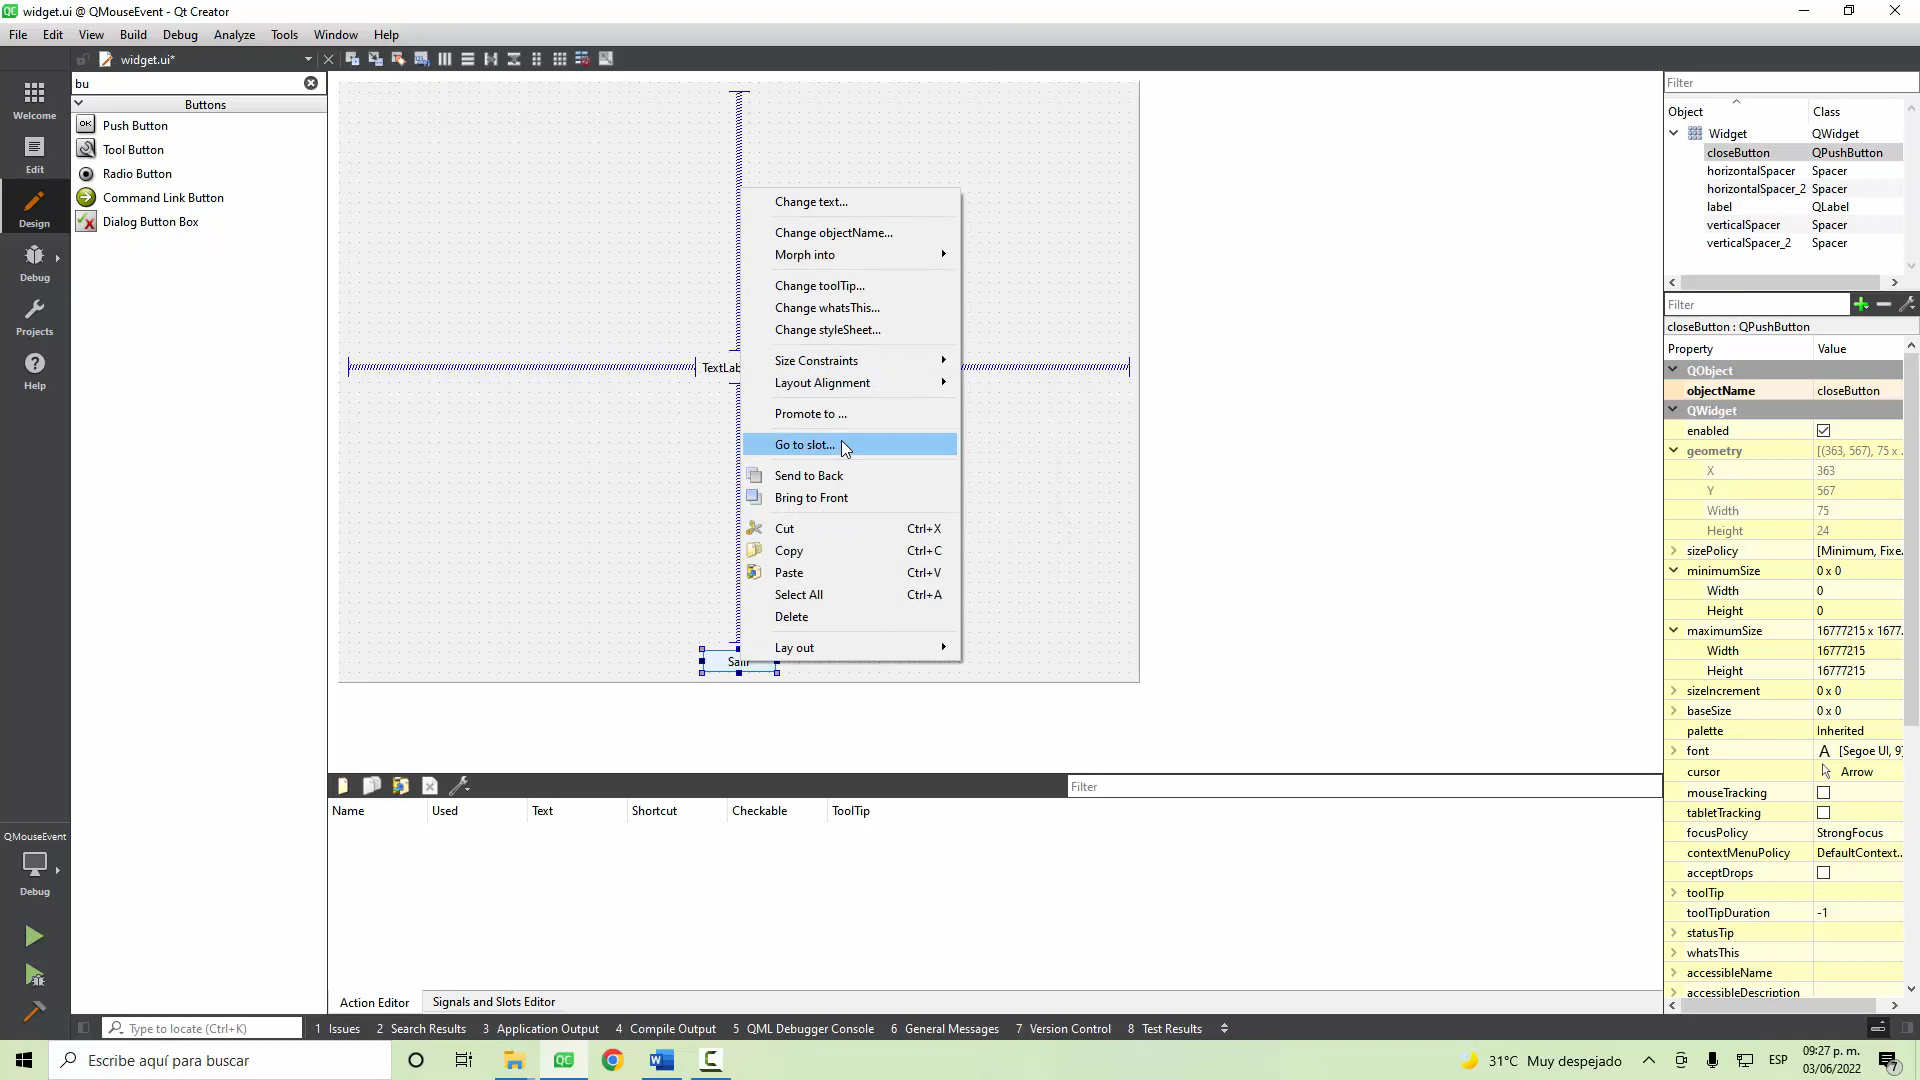 widget.ui @ QMouseEvent - Qt Creator
File Edit View Build Debug Analyze Tools Window Help
widget.ui*
bu
Buttons
Push Button
Tool Button
Radio Button
Command Link Button
Dialog Button Box
Welcome
Edit
Design
Debug
Projects
Help
QMouseEvent
Debug
TextLab
Change text...
Change objectName...
Morph into
Change toolTip...
Change whatsThis...
Change styleSheet...
Size Constraints
Layout Alignment
Promote to ...
Go to slot...
Send to Back
Bring to Front
Cut Ctrl+X
Copy Ctrl+C
Paste Ctrl+V
Select All Ctrl+A
Delete
Lay out
Salir
Filter
Name Used Text Shortcut Checkable ToolTip
Action Editor Signals and Slots Editor
Filter
Object Class
Widget QWidget
closeButton QPushButton
horizontalSpacer Spacer
horizontalSpacer_2 Spacer
label QLabel
verticalSpacer Spacer
verticalSpacer_2 Spacer
Filter
closeButton : QPushButton
Property Value
QObject
objectName closeButton
QWidget
enabled
geometry [(363, 567), 75 x .
X 363
Y 567
Width 75
Height 24
sizePolicy [Minimum, Fixe.
minimumSize 0 x 0
Width 0
Height 0
maximumSize 16777215 x 1677.
Width 16777215
Height 16777215
sizeIncrement 0 x 0
baseSize 0 x 0
palette Inherited
font A [Segoe UI, 9]
cursor Arrow
mouseTracking
tabletTracking
focusPolicy StrongFocus
contextMenuPolicy DefaultContext..
acceptDrops
toolTip
toolTipDuration -1
statusTip
whatsThis
accessibleName
accessibleDescription
Type to locate (Ctrl+K) 1 Issues 2 Search Results 3 Application Output 4 Compile Output 5 QML Debugger Console 6 General Messages 7 Version Control 8 Test Results
Escribe aquí para buscar
31°C Muy despejado
ESP
09:27 p. m.
03/06/2022
7